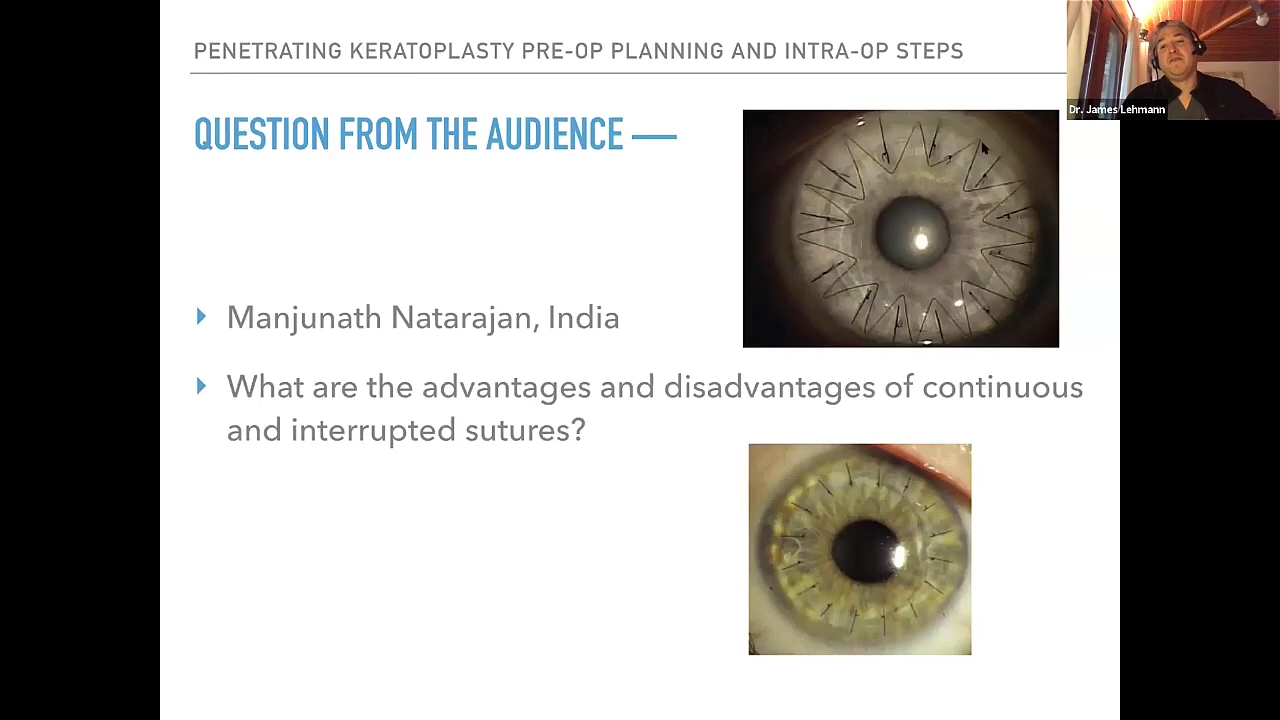 PENETRATING KERATOPLASTY PRE-OP PLANNING AND INTRA-OP STEPS
Dr. James Lehmann
QUESTION FROM THE AUDIENCE —
Manjunath Natarajan, India
What are the advantages and disadvantages of continuous
and interrupted sutures?